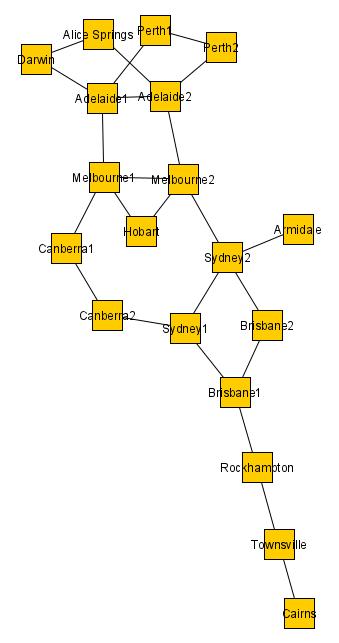 Perth1
Alice Springs
Perth2
Darwin
Adelaide1
Adelaide2
Melbourne1
Melbourne2
Armidale
Hobart
Canberra1
Sydney2
Canberra2
Sydney1
Brisbane2
Brisbane1
Rockhampton
Townsville
Cairns